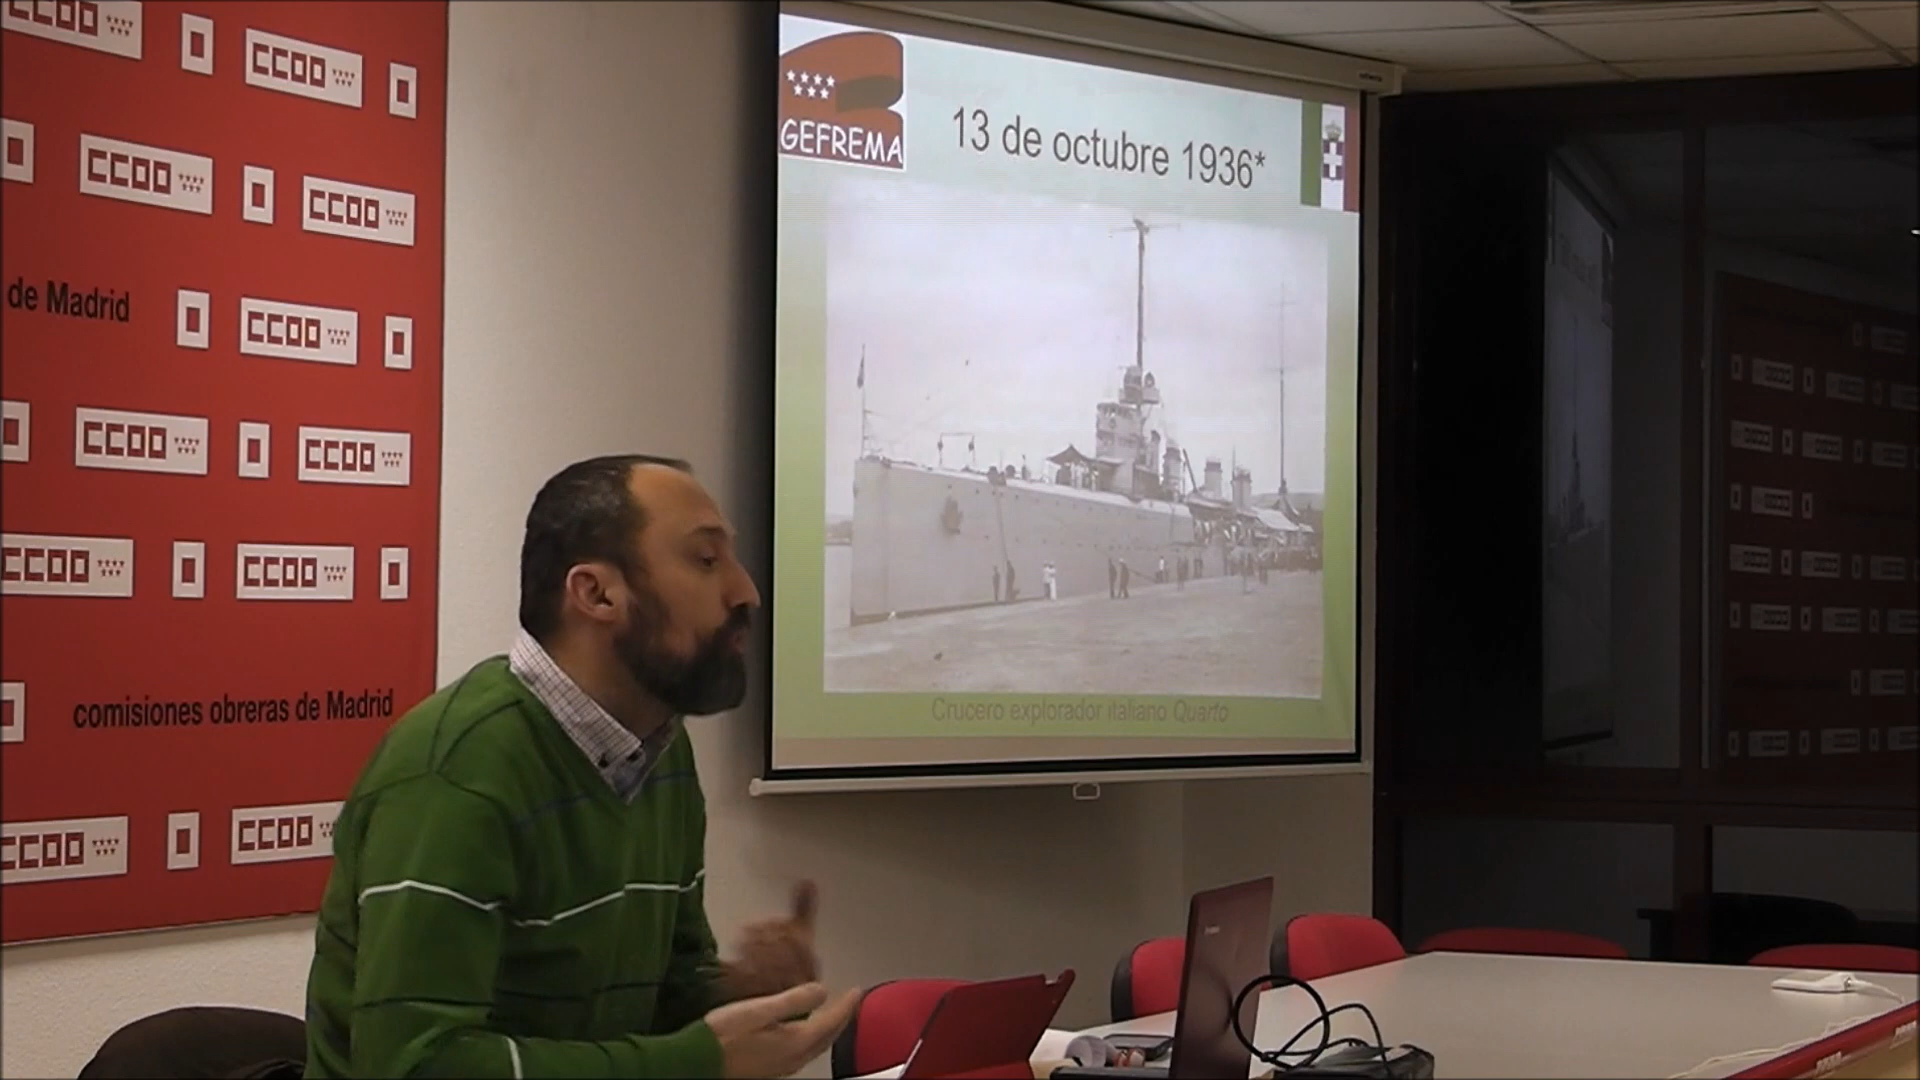 CCOO
CCOO
CCOO
CCOO
de Madrid
CCOO
CCOO
CCOO
CCOO
CCOO
comisiones obreras de Madrid
CCOO
CCOO
GEFREMA
13 de octubre 1936*
Crucero explorador italiano Quarto